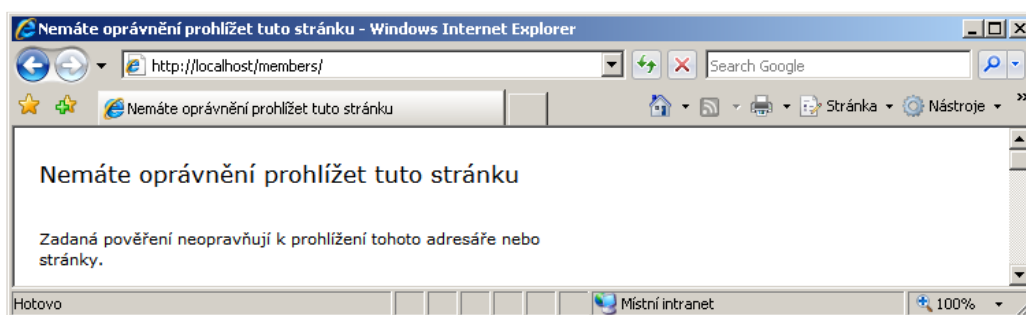 Nemáte oprávnění prohlížet tuto stránku - Windows Internet Explorer
http://localhost/members/
Search Google
Nemáte oprávnění prohlížet tuto stránku
Stránka
Nástroje
Nemáte oprávnění prohlížet tuto stránku
Zadaná pověření neopravňují k prohlížení tohoto adresáře nebo
stránky.
Hotovo
Místní intranet
100%